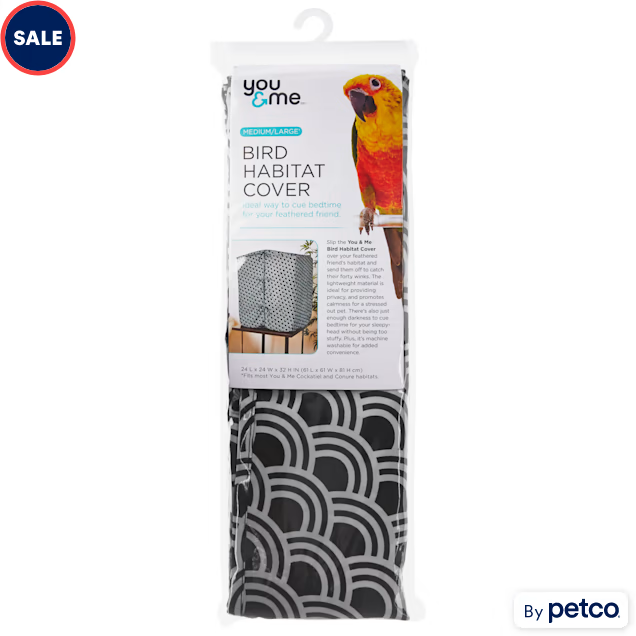 SALE
you
&me
MEDIUM/LARGE*
BIRD
HABITAT
COVER
Ideal way to cue bedtime
for your feathered friend.
Slip the You & Me
Bird Habitat Cover
over your feathered
friend's habitat and
send them off to catch
their forty winks. The
lightweight material is
ideal for providing
privacy, and promotes
calmness for a stressed
out pet. There's also just
enough darkness to cue
bedtime for your sleepy-
head without being too
stuffy. Plus, it's machine
washable for added
convenience.
24 L x 24 W x 32 H IN (61 L x 61 W x 81 H cm)
*Fits most You & Me Cockatiel and Conure habitats.
By petco